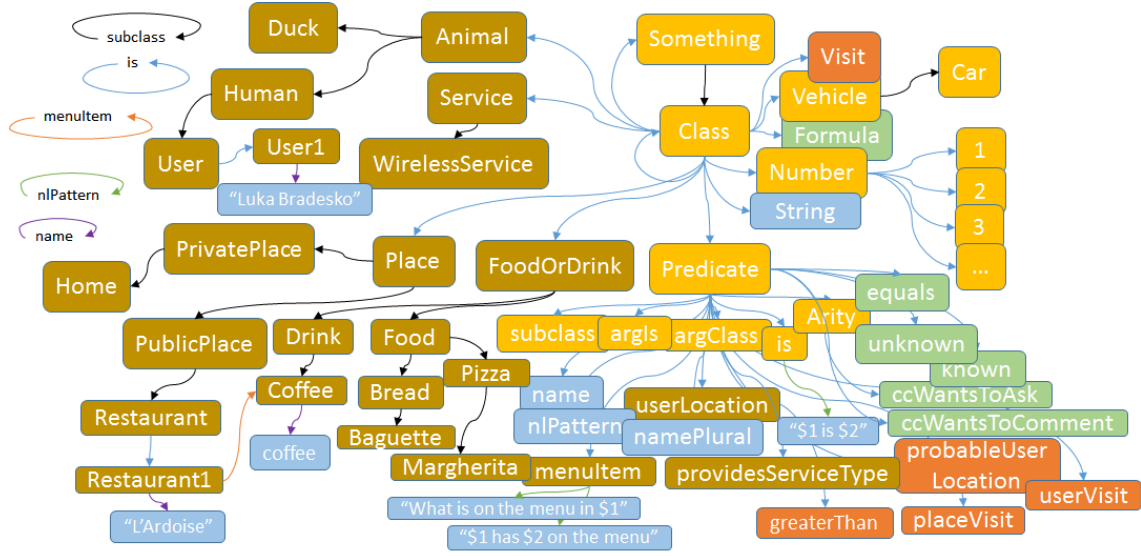 subclass
is
menuItem
nlPattern
name
Duck
Animal
Something
Visit
Car
Human
Service
Vehicle
Class
Formula
User
User1
WirelessService
Number
1
2
3
...
"Luka Bradesko"
String
PrivatePlace
Place
FoodOrDrink
Predicate
Home
equals
PublicPlace
Drink
Food
subclass
argIs
argClass
is
Arity
unknown
known
Pizza
Coffee
Bread
name
userLocation
ccWantsToAsk
Restaurant
nlPattern
namePlural
"$1 is $2"
ccWantsToComment
coffee
Baguette
Margherita
menuItem
providesServiceType
probableUser
Location
userVisit
Restaurant1
"L'Ardoise"
"What is on the menu in $1"
"$1 has $2 on the menu"
greaterThan
placeVisit